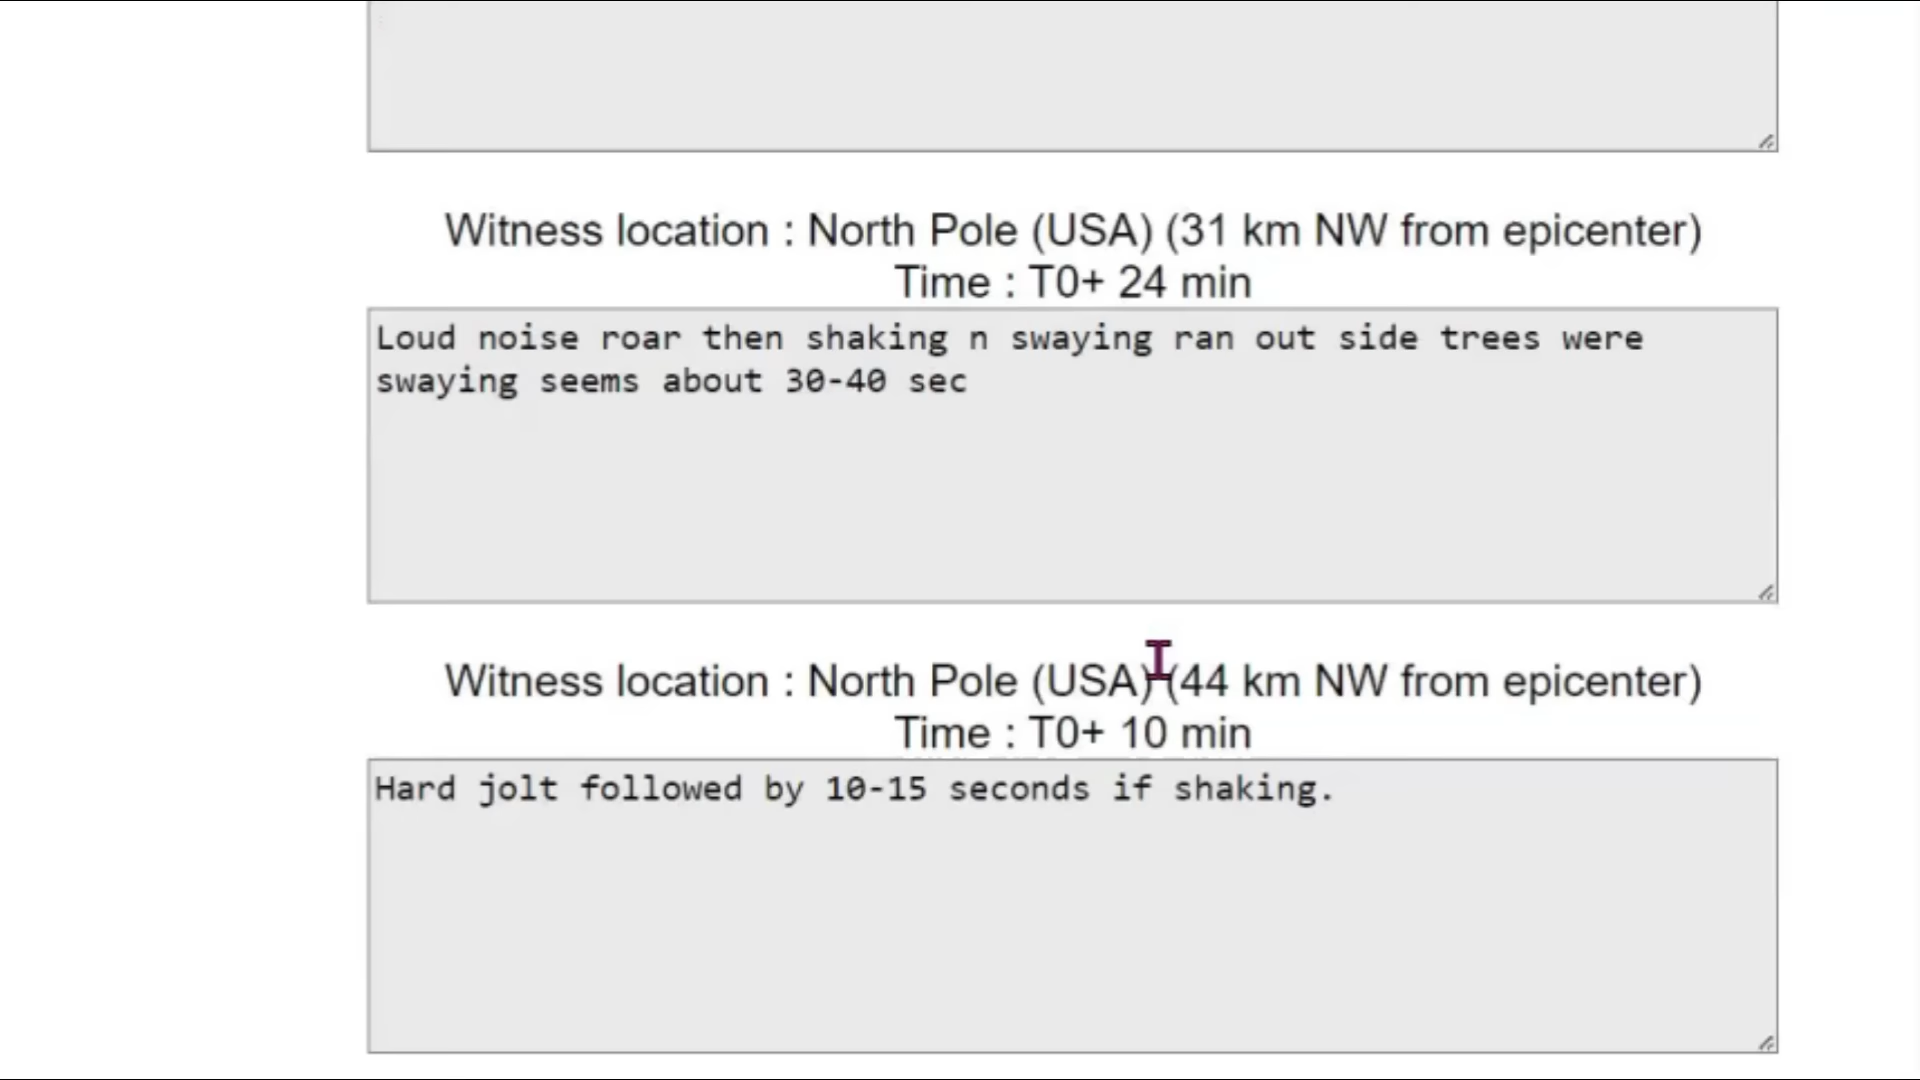 Witness location : North Pole (USA) (31 km NW from epicenter)
Time : T0+ 24 min
Loud noise roar then shaking n swaying ran out side trees were
swaying seems about 30-40 sec
Witness location : North Pole (USA) (44 km NW from epicenter)
Time : T0+ 10 min
Hard jolt followed by 10-15 seconds if shaking.